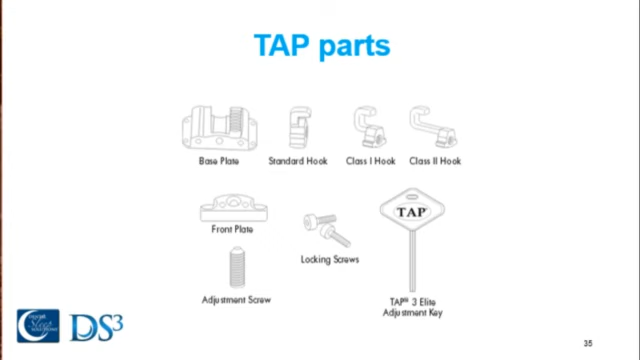 TAP parts
Base Plate
Standard Hook
Class I Hook
Class II Hook
Front Plate
Locking Screws
TAP
Adjustment Screw
TAP® 3 Elite
Adjustment Key
Sleep
DS3
35